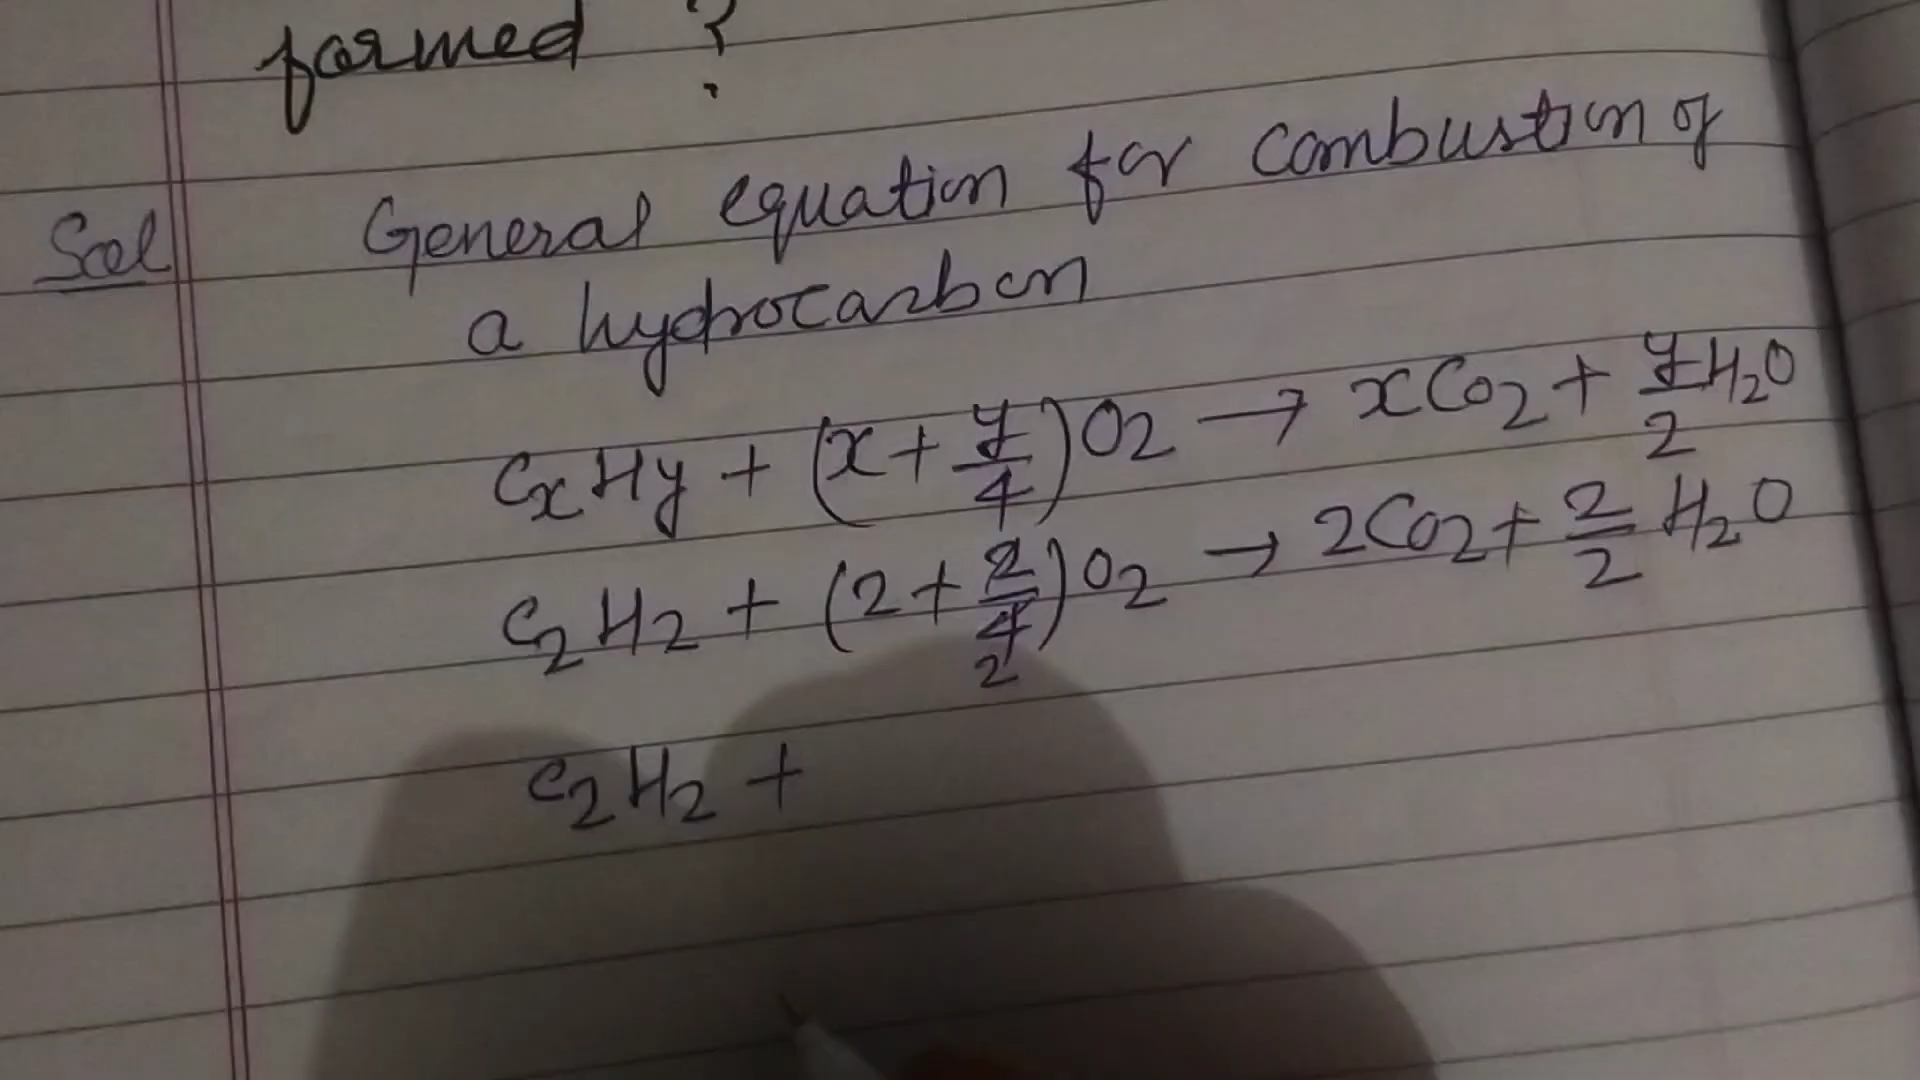 formed ?
Sol General equation for combustion of
a hydrocarbon
CxHy + (x + y/4) O2 → xCO2 + y/2 H2O
C2H2 + (2 + 2/4 2) O2 → 2CO2 + 2/2 H2O
C2H2 +